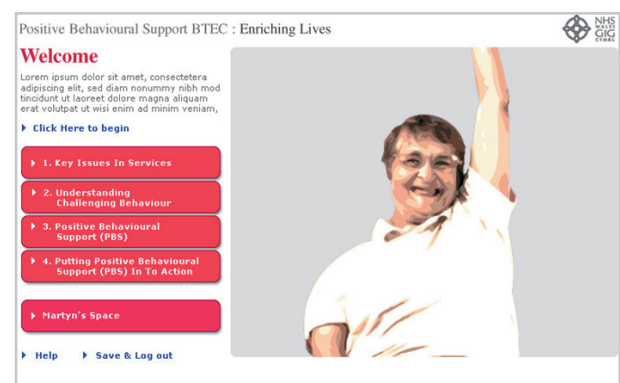 Positive Behavioural Support BTEC : Enriching Lives
NHS
WALES
GIG
CYMRU
Welcome
Lorem ipsum dolor sit amet, consectetera
adipiscing elit, sed diam nonummy nibh mod
tincidunt ut laoreet dolore magna aliquam
erat volutpat ut wisi enim ad minim veniam,
Click Here to begin
1. Key Issues In Services
2. Understanding
Challenging Behaviour
3. Positive Behavioural
Support (PBS)
4. Putting Positive Behavioural
Support (PBS) In To Action
Martyn's Space
Help Save & Log out